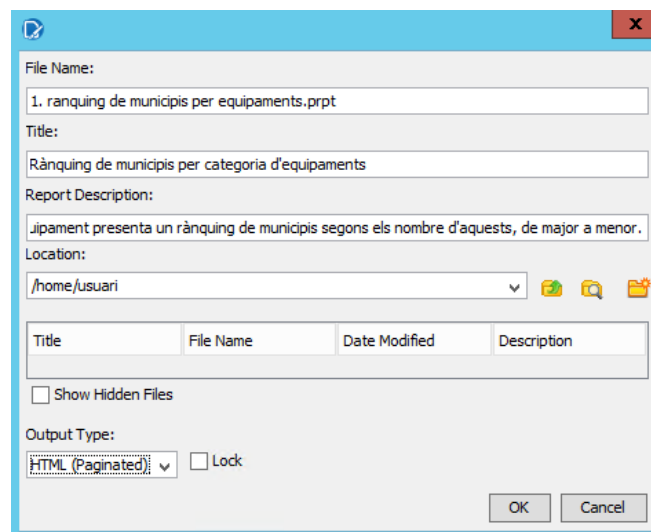 x
File Name:
1. ranquing de municipis per equipaments.prpt
Title:
Rànquing de municipis per categoria d'equipaments
Report Description:
uipament presenta un rànquing de municipis segons els nombre d'aquests, de major a menor.
Location:
/home/usuari
Title File Name Date Modified Description
Show Hidden Files
Output Type:
HTML (Paginated) Lock
OK Cancel